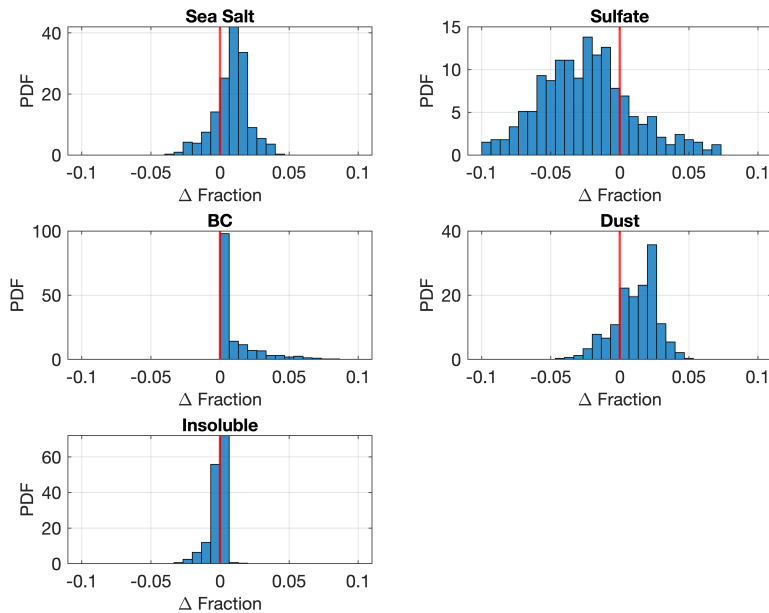 Sea Salt
40
20
0
PDF
-0.1 -0.05 0 0.05 0.1
Δ Fraction
Sulfate
15
10
5
0
PDF
-0.1 -0.05 0 0.05 0.1
Δ Fraction
BC
100
50
0
PDF
-0.1 -0.05 0 0.05 0.1
Δ Fraction
Dust
40
20
0
PDF
-0.1 -0.05 0 0.05 0.1
Δ Fraction
Insoluble
60
40
20
0
PDF
-0.1 -0.05 0 0.05 0.1
Δ Fraction